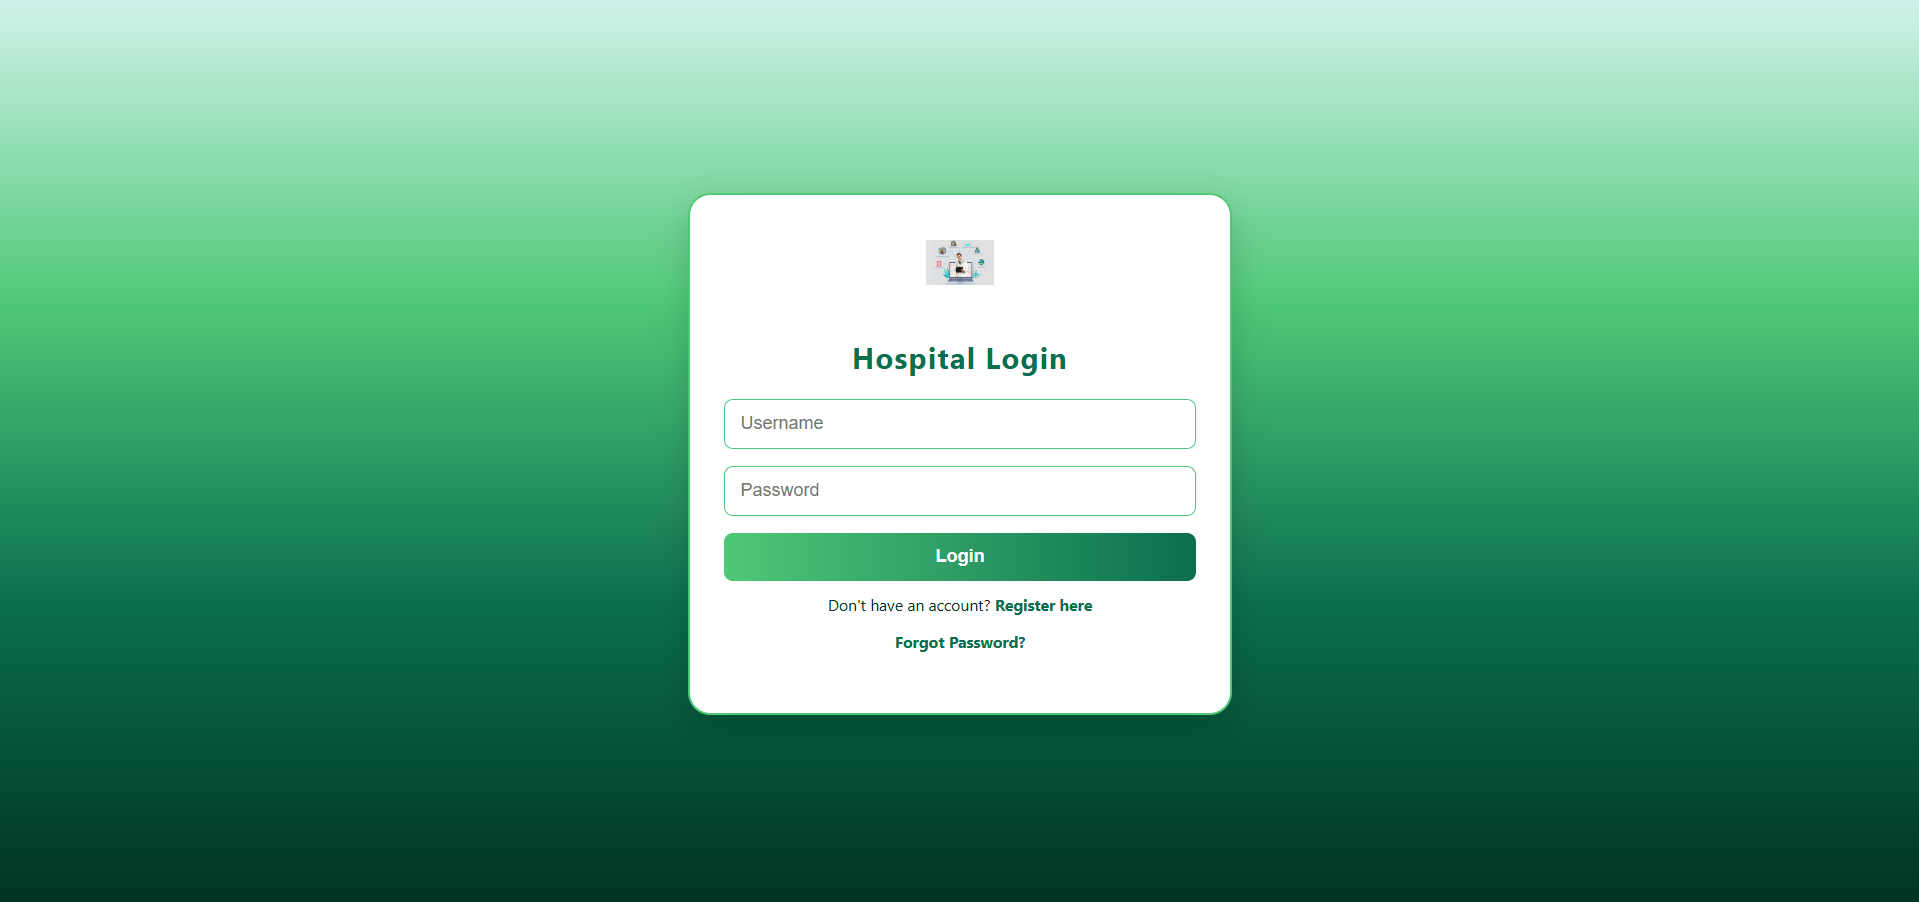 Hospital Login
Username
Password
Login
Don't have an account? Register here
Forgot Password?